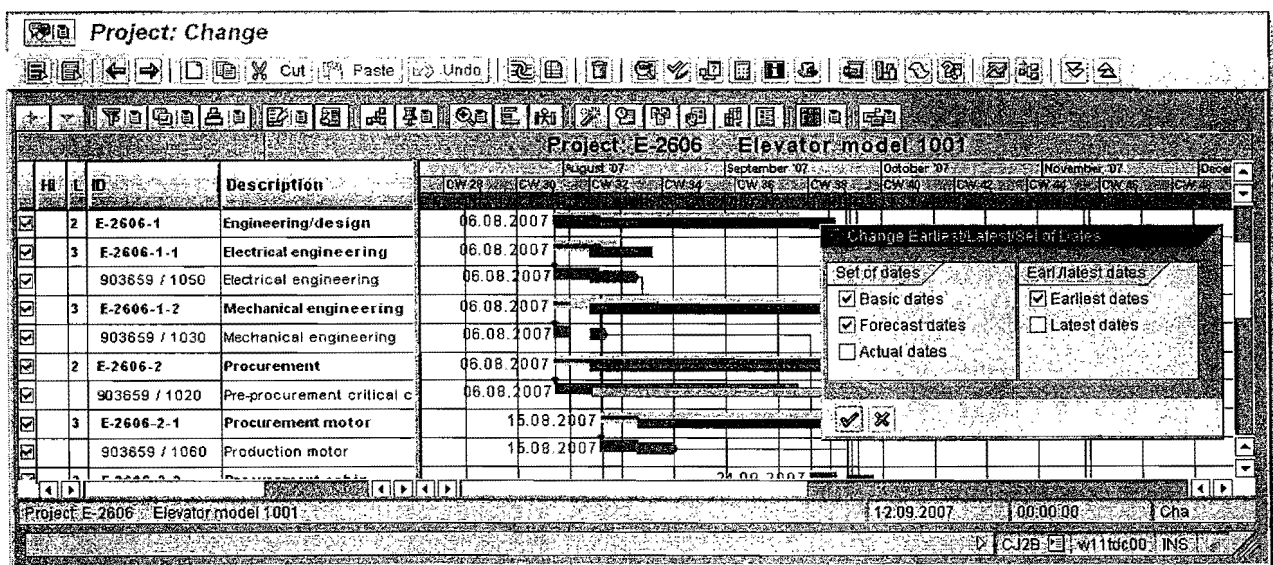 Project: Change
Cut Paste Undo
Project: E-2606 Elevator model 1001
August '07 September '07 October '07 November '07 Decer
HI L ID Description CW 28 CW 30 CW 32 CW 34 CW 36 CW 38 CW 40 CW 42 CW 44 CW 46 CW 48
2 E-2606-1 Engineering/design 06.08.2007
3 E-2606-1-1 Electrical engineering 06.08.2007
903659 / 1050 Electrical engineering 06.08.2007
3 E-2606-1-2 Mechanical engineering 06.08.2007
903659 / 1030 Mechanical engineering 06.08.2007
2 E-2606-2 Procurement 06.08.2007
903659 / 1020 Pre-procurement critical c 06.08.2007
3 E-2606-2-1 Procurement motor 15.08.2007
903659 / 1060 Production motor 15.08.2007
Change Earliest/Latest/Set of Dates
Set of dates Earl./latest dates
Basic dates Earliest dates
Forecast dates Latest dates
Actual dates
Project E-2606 Elevator model 1001 12.09.2007 00:00:00 Cha
CJ2B w11tdc00 INS